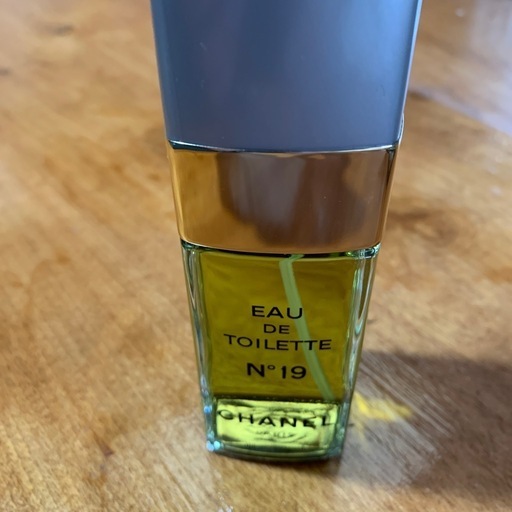 EAU
DE
TOILETTE
N° 19
CHANEL